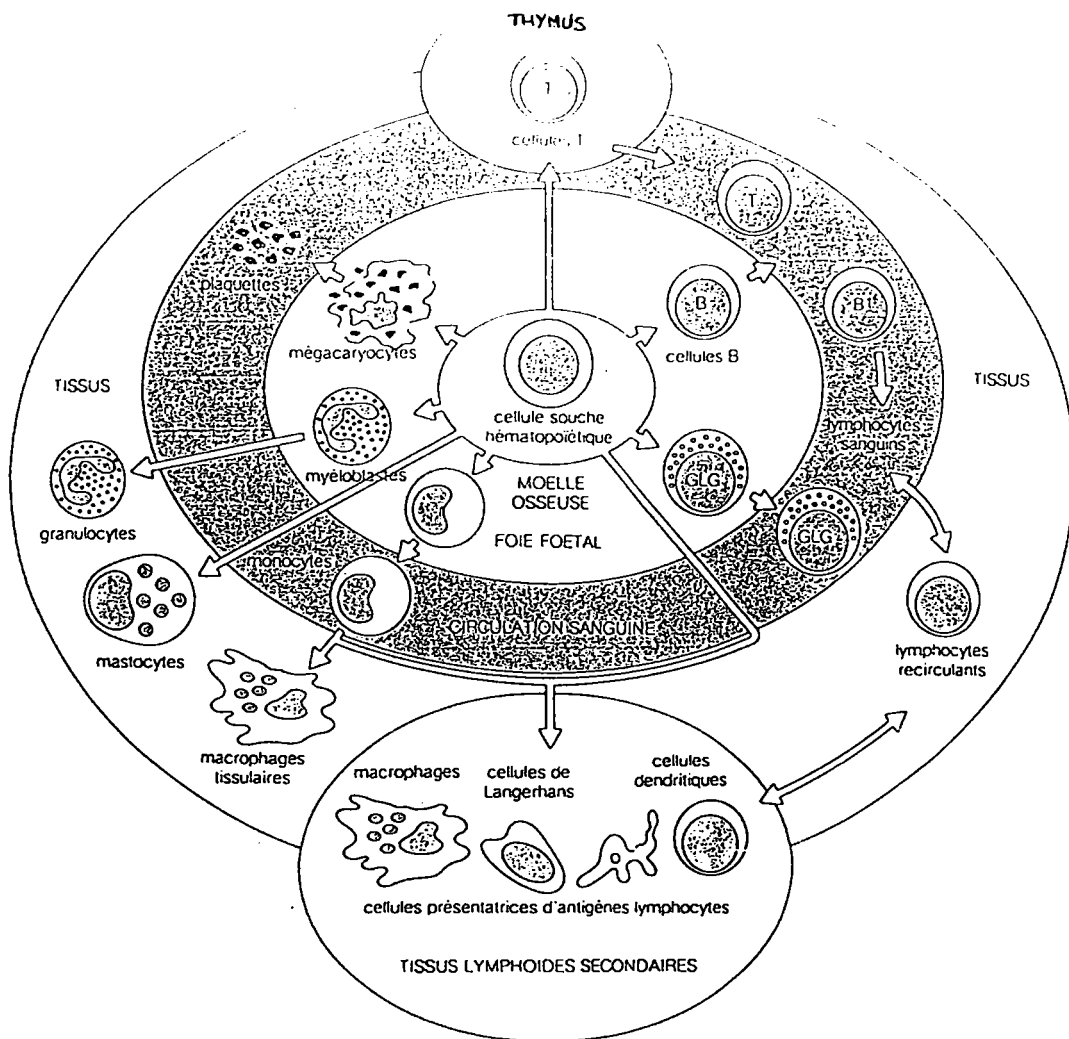 THYMUS
T
cellules T
T
plaquettes
B
B
mégacaryocytes
cellules B
TISSUS
TISSUS
cellule souche
hématopoïétique
lymphocytes
sanguins
myéloblastes
GLG
MOELLE
OSSEUSE
granulocytes
FOIE FOETAL
GLG
monocytes
CIRCULATION SANGUINE
mastocytes
lymphocytes
recirculants
macrophages
tissulaires
macrophages
cellules de
Langerhans
cellules
dendritiques
cellules présentatrices d'antigènes lymphocytes
TISSUS LYMPHOIDES SECONDAIRES